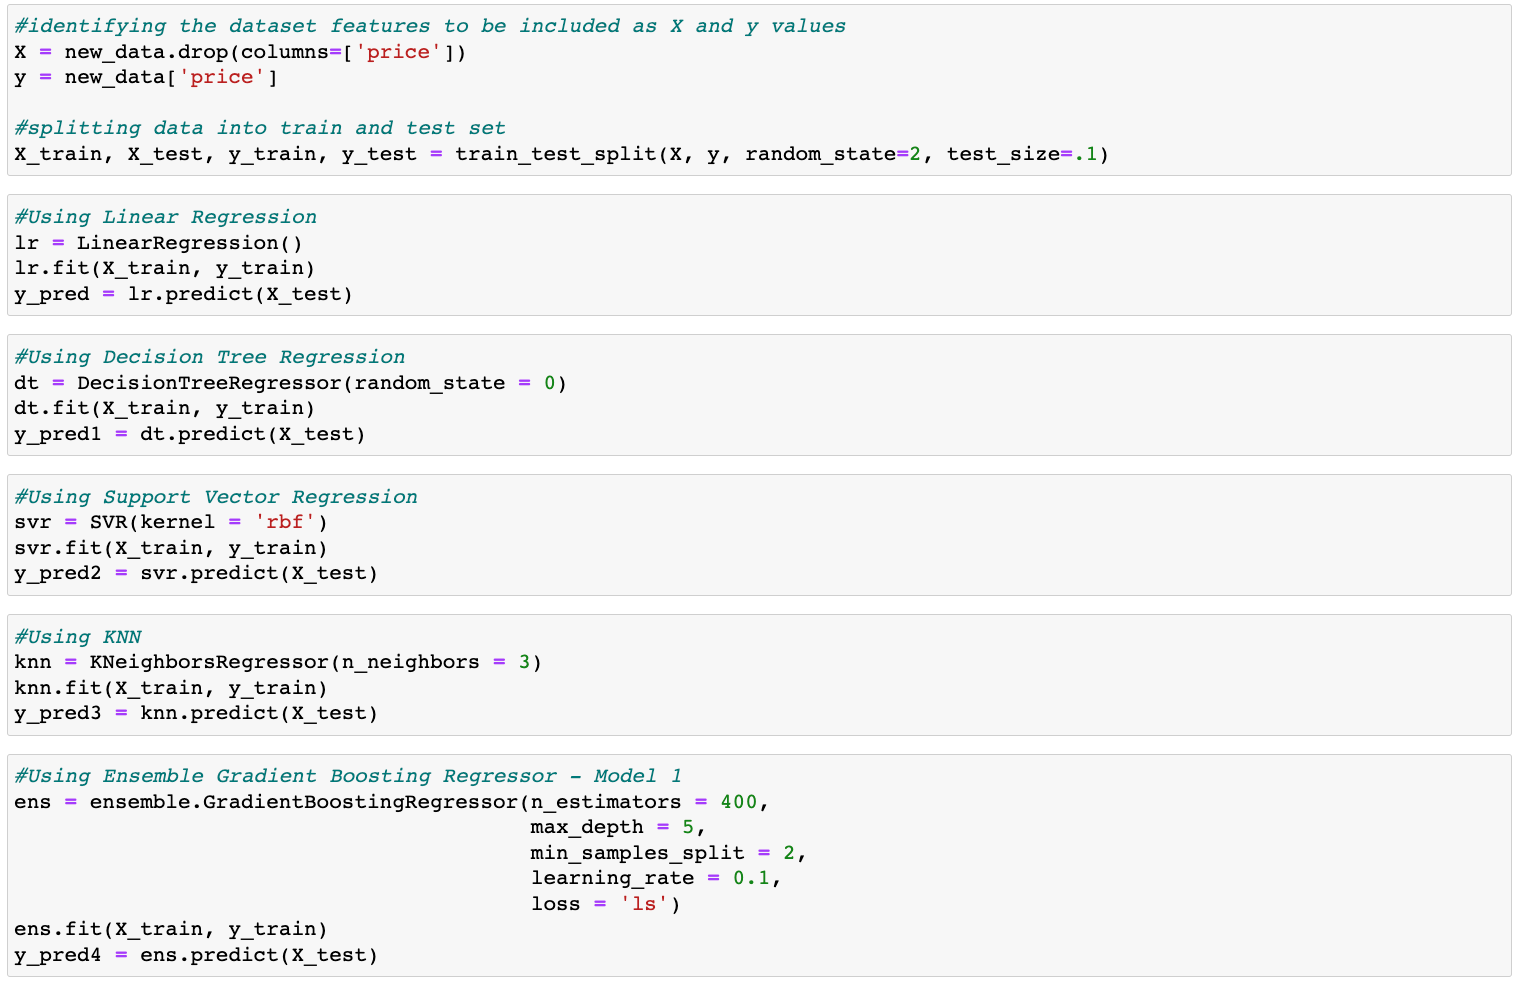 #identifying the dataset features to be included as X and y values
X = new_data.drop(columns=['price'])
y = new_data['price']

#splitting data into train and test set
X_train, X_test, y_train, y_test = train_test_split(X, y, random_state=2, test_size=.1)

#Using Linear Regression
lr = LinearRegression()
lr.fit(X_train, y_train)
y_pred = lr.predict(X_test)

#Using Decision Tree Regression
dt = DecisionTreeRegressor(random_state = 0)
dt.fit(X_train, y_train)
y_pred1 = dt.predict(X_test)

#Using Support Vector Regression
svr = SVR(kernel = 'rbf')
svr.fit(X_train, y_train)
y_pred2 = svr.predict(X_test)

#Using KNN
knn = KNeighborsRegressor(n_neighbors = 3)
knn.fit(X_train, y_train)
y_pred3 = knn.predict(X_test)

#Using Ensemble Gradient Boosting Regressor - Model 1
ens = ensemble.GradientBoostingRegressor(n_estimators = 400,
                                         max_depth = 5,
                                         min_samples_split = 2,
                                         learning_rate = 0.1,
                                         loss = 'ls')
ens.fit(X_train, y_train)
y_pred4 = ens.predict(X_test)